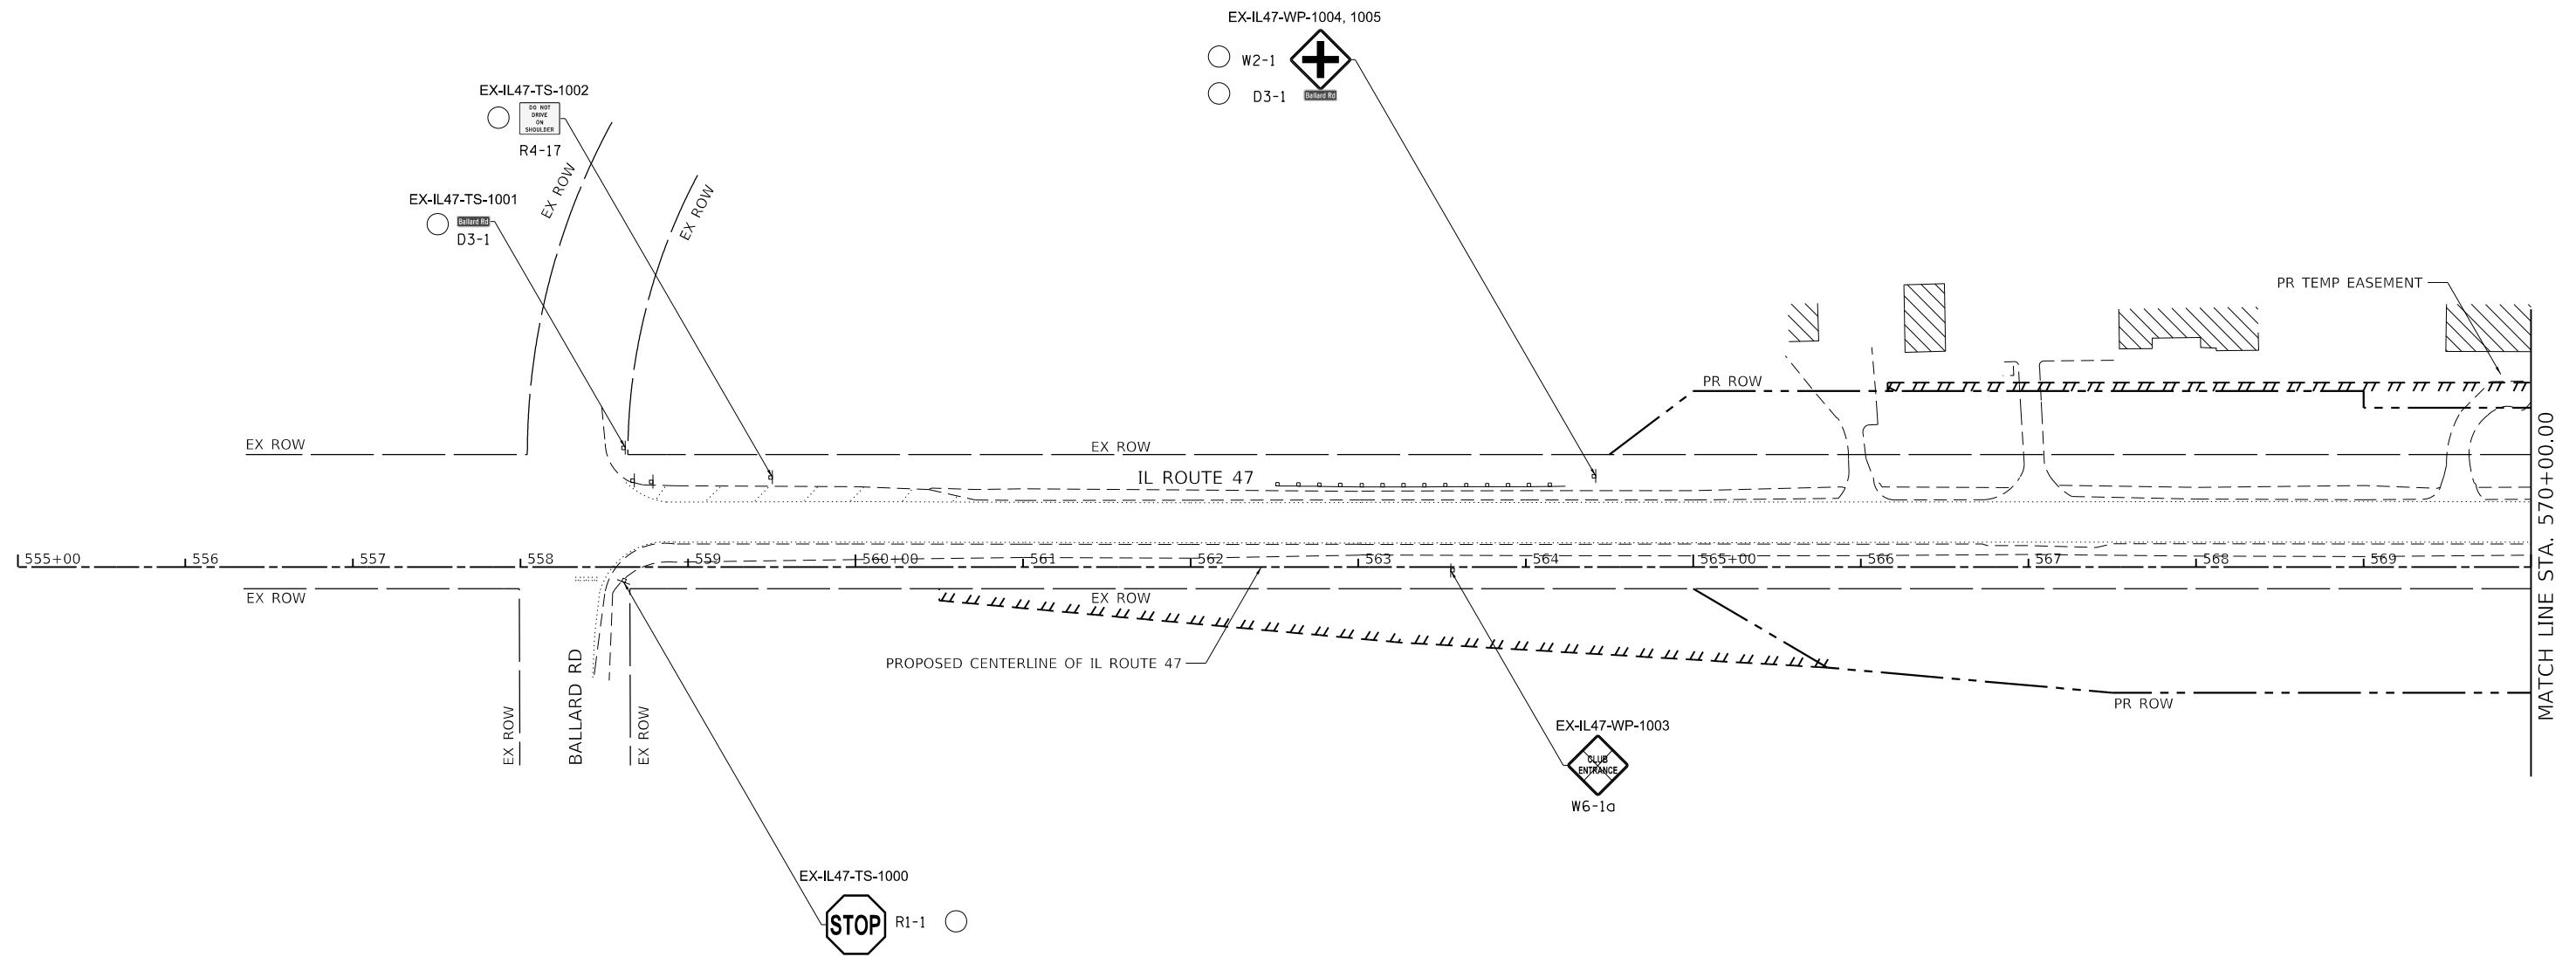 EX-IL47-WP-1004, 1005
W2-1
D3-1
Ballard Rd
EX-IL47-TS-1002
DO NOT
DRIVE
ON
SHOULDER
R4-17
EX-IL47-TS-1001
Ballard Rd
D3-1
EX ROW
EX ROW
PR TEMP EASEMENT
PR ROW
EX ROW
EX ROW
IL ROUTE 47
MATCH LINE STA. 570+00.00
555+00
556
557
558
559
560+00
561
562
563
564
565+00
566
567
568
569
EX ROW
EX ROW
PROPOSED CENTERLINE OF IL ROUTE 47
BALLARD RD
EX ROW
EX ROW
PR ROW
EX-IL47-WP-1003
CLUB
ENTRANCE
W6-1a
EX-IL47-TS-1000
STOP
R1-1